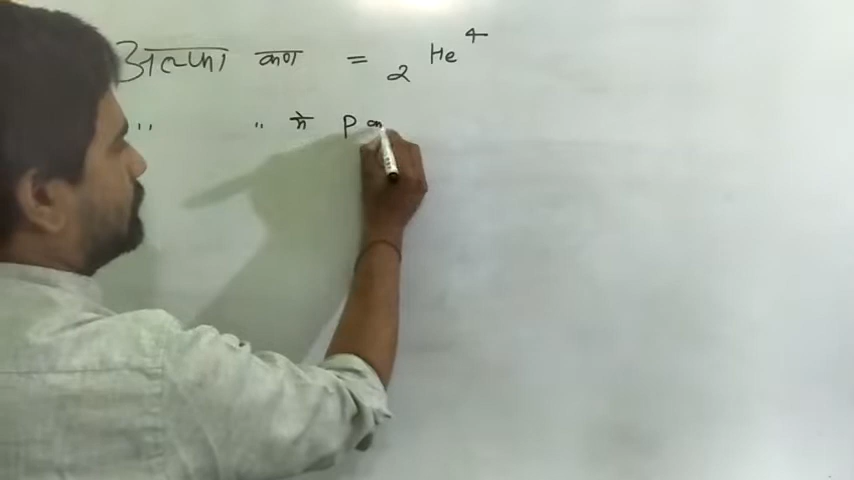 अल्फा कण = ₂He⁴
" " में P